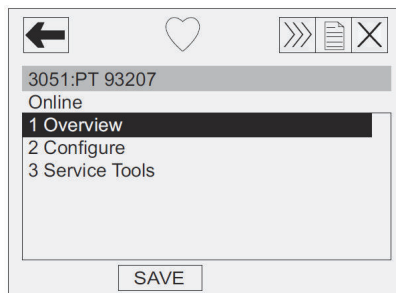 3051:PT 93207
Online
1 Overview
2 Configure
3 Service Tools
SAVE